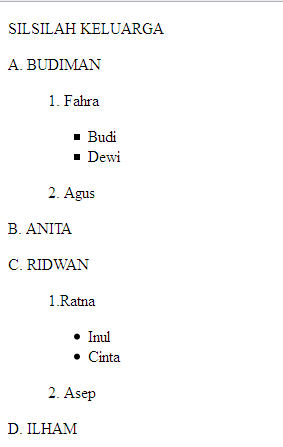 SILSILAH KELUARGA
A. BUDIMAN
1. Fahra
▪ Budi
▪ Dewi
2. Agus
B. ANITA
C. RIDWAN
1.Ratna
• Inul
• Cinta
2. Asep
D. ILHAM